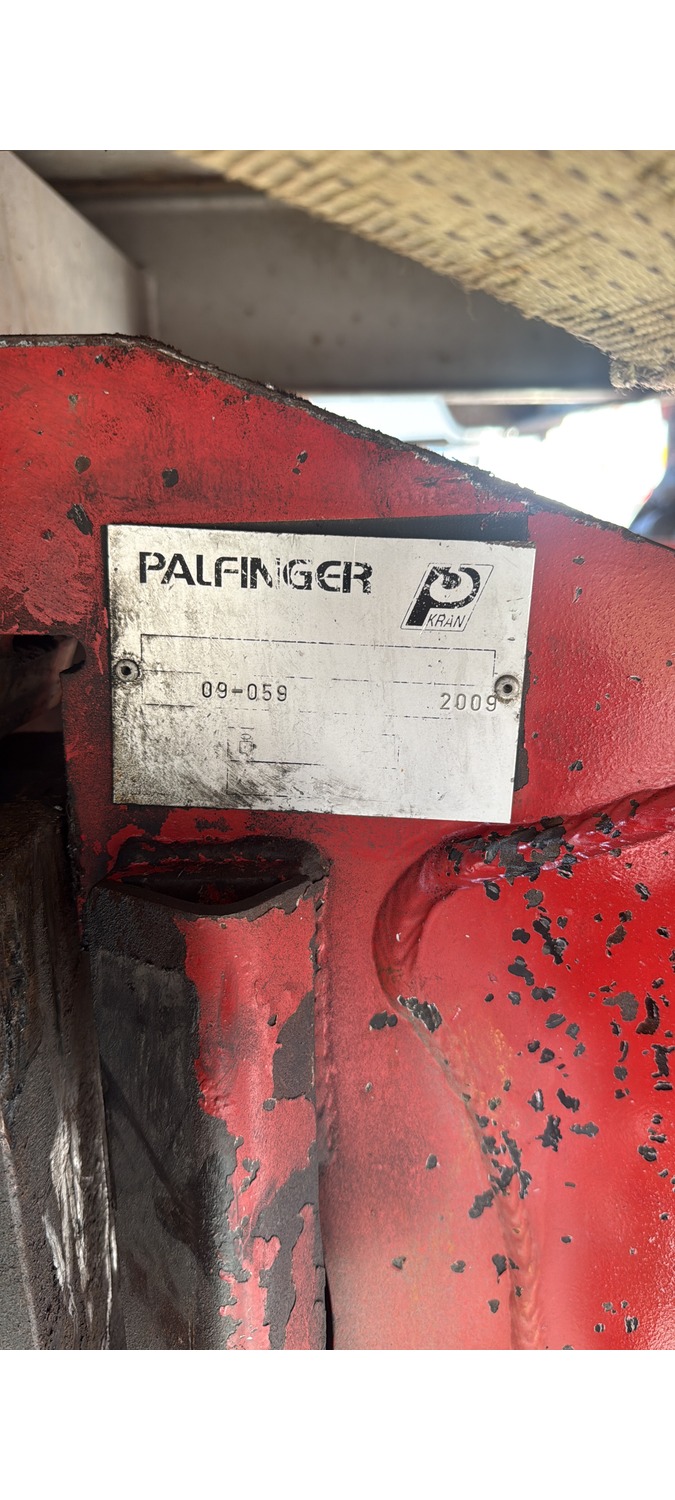 PALFINGER
P
KRAN
09-059 2009